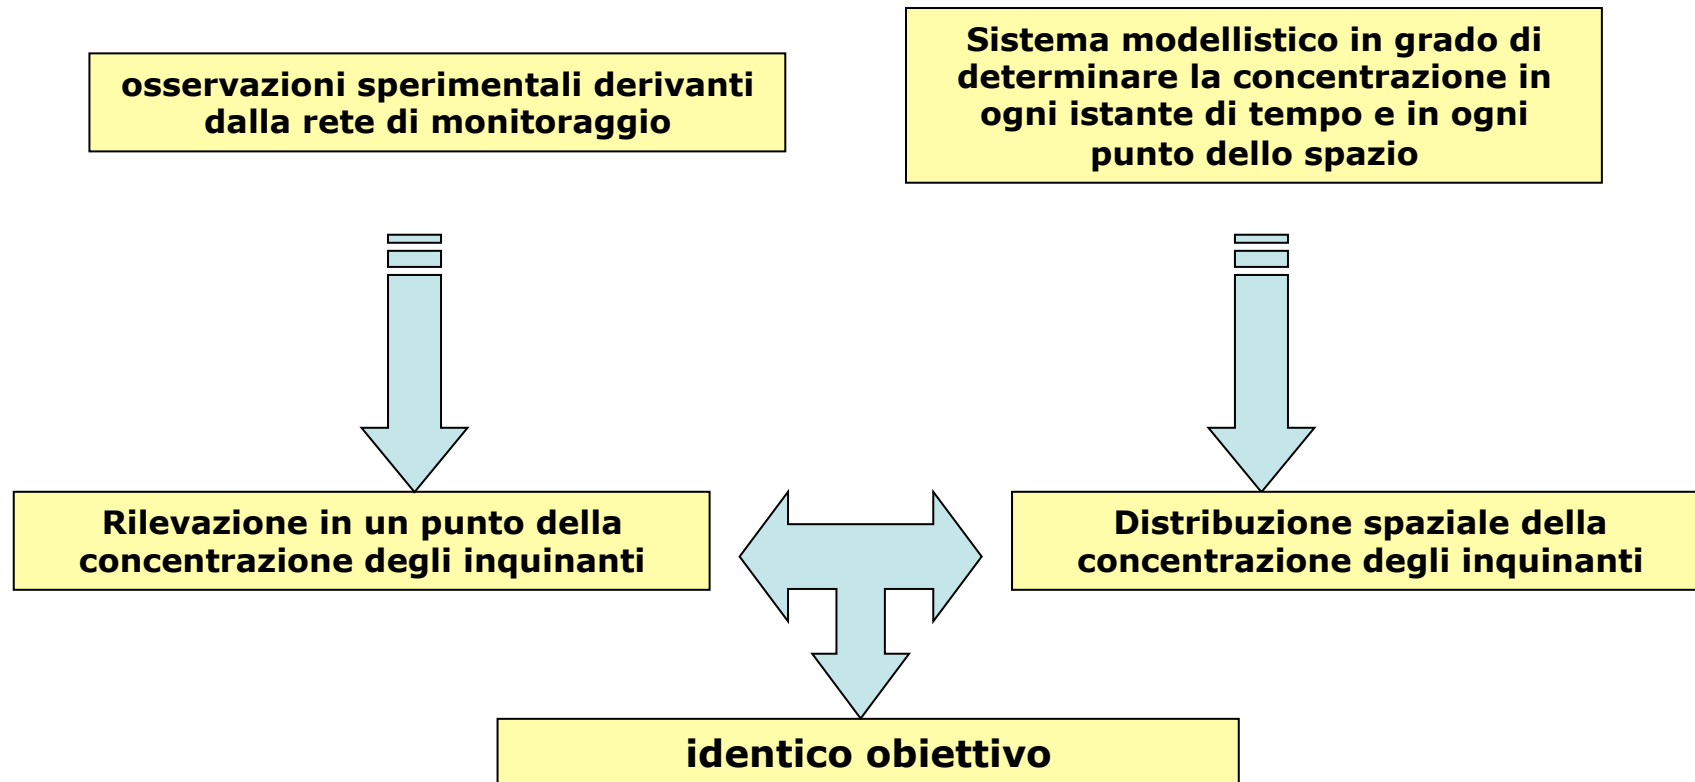 osservazioni sperimentali derivanti
dalla rete di monitoraggio
Sistema modellistico in grado di
determinare la concentrazione in
ogni istante di tempo e in ogni
punto dello spazio
Rilevazione in un punto della
concentrazione degli inquinanti
Distribuzione spaziale della
concentrazione degli inquinanti
identico obiettivo